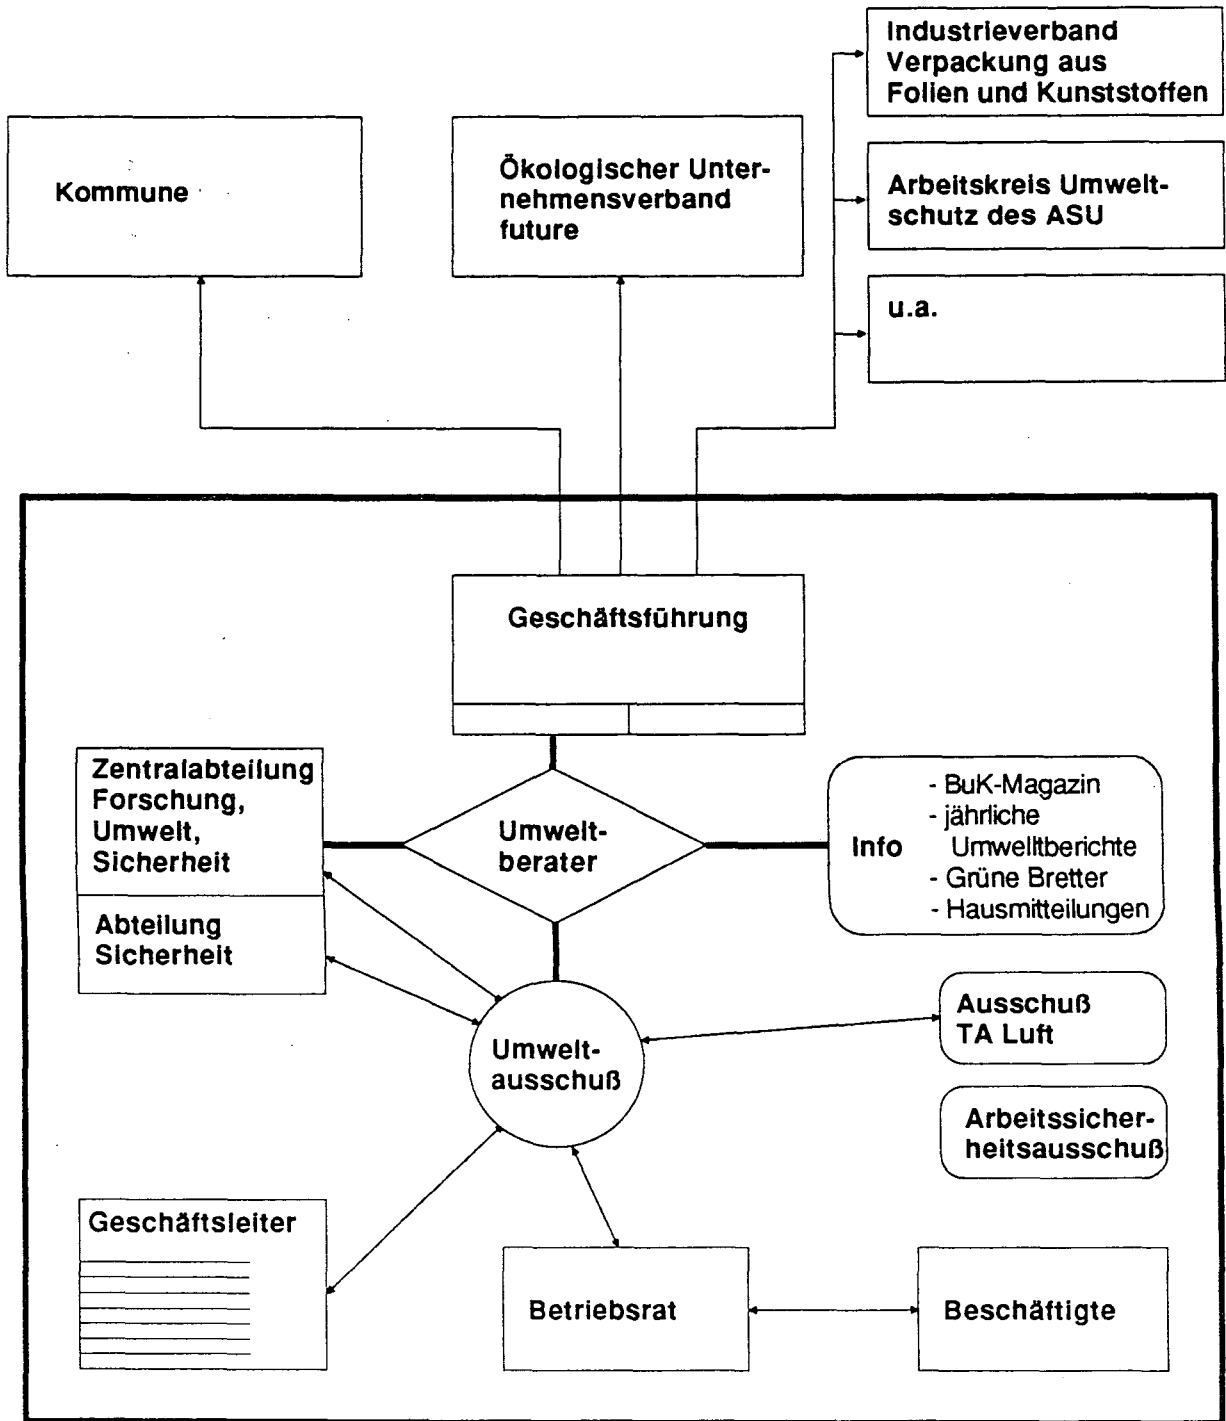 Industrieverband
Verpackung aus
Folien und Kunststoffen
Kommune
Ökologischer Unter-
nehmensverband
future
Arbeitskreis Umwelt-
schutz des ASU
u.a.
Geschäftsführung
Zentralabteilung
Forschung,
Umwelt,
Sicherheit
Abteilung
Sicherheit
Umwelt-
berater
Info
- BuK-Magazin
- jährliche
Umwelltberichte
- Grüne Bretter
- Hausmitteilungen
Umwelt-
ausschuß
Ausschuß
TA Luft
Arbeitssicher-
heitsausschuß
Geschäftsleiter
Betriebsrat
Beschäftigte